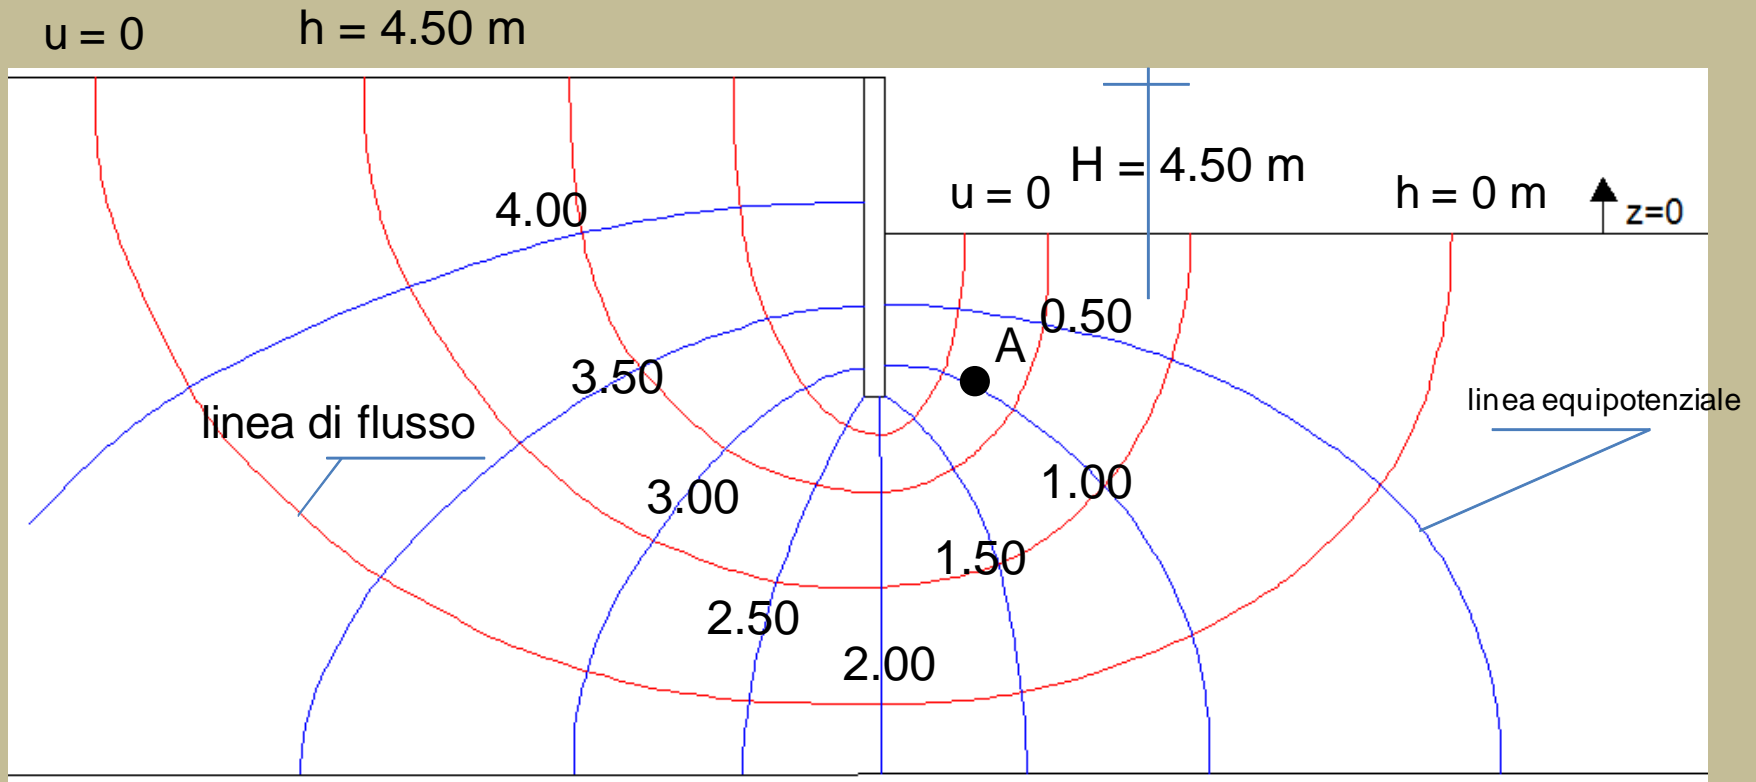 u = 0 h = 4.50 m
H = 4.50 m
u = 0 h = 0 m z=0
4.00
0.50
A
3.50
linea di flusso linea equipotenziale
3.00 1.00
1.50
2.50
2.00